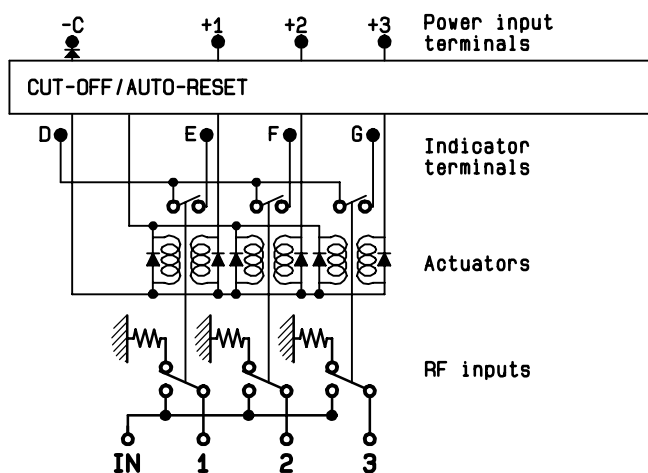 -C +1 +2 +3 Power input
terminals
CUT-OFF/AUTO-RESET
D E F G Indicator
terminals
Actuators
RF inputs
IN 1 2 3